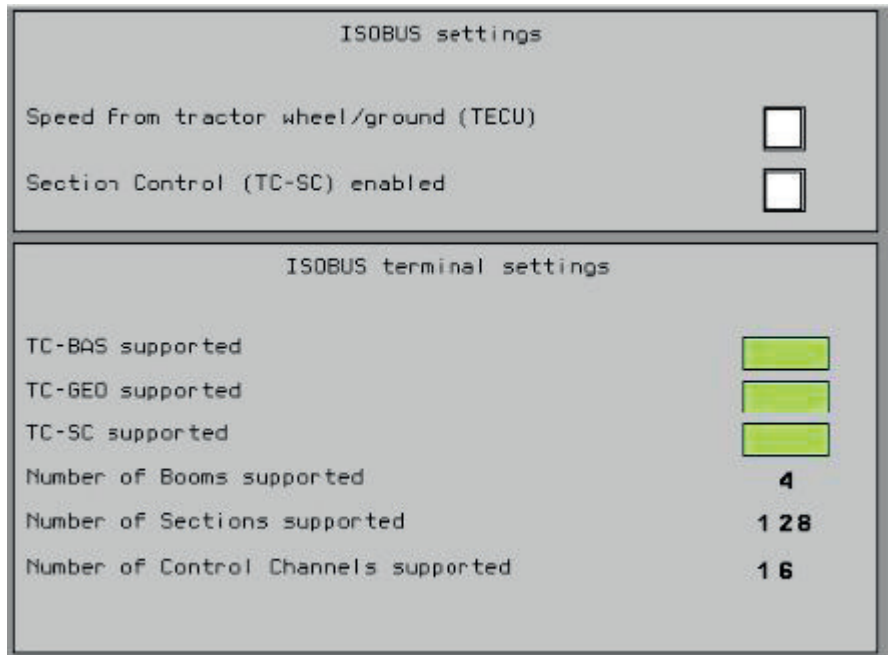 ISOBUS settings
Speed from tractor wheel/ground (TECU)
Section Control (TC-SC) enabled
ISOBUS terminal settings
TC-BAS supported
TC-GEO supported
TC-SC supported
Number of Booms supported 4
Number of Sections supported 128
Number of Control Channels supported 16